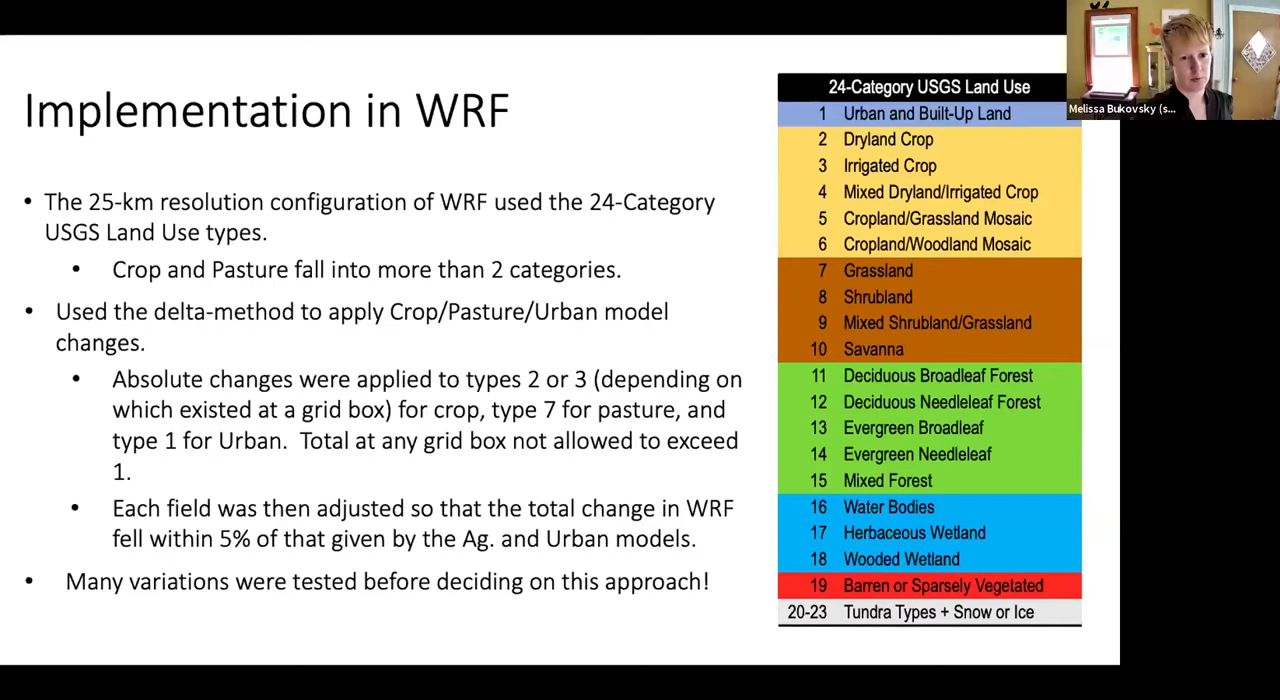 Implementation in WRF
• The 25-km resolution configuration of WRF used the 24-Category
USGS Land Use types.
• Crop and Pasture fall into more than 2 categories.
• Used the delta-method to apply Crop/Pasture/Urban model
changes.
• Absolute changes were applied to types 2 or 3 (depending on
which existed at a grid box) for crop, type 7 for pasture, and
type 1 for Urban.  Total at any grid box not allowed to exceed
1.
• Each field was then adjusted so that the total change in WRF
fell within 5% of that given by the Ag. and Urban models.
• Many variations were tested before deciding on this approach!
24-Category USGS Land Use
1 Urban and Built-Up Land
2 Dryland Crop
3 Irrigated Crop
4 Mixed Dryland/Irrigated Crop
5 Cropland/Grassland Mosaic
6 Cropland/Woodland Mosaic
7 Grassland
8 Shrubland
9 Mixed Shrubland/Grassland
10 Savanna
11 Deciduous Broadleaf Forest
12 Deciduous Needleleaf Forest
13 Evergreen Broadleaf
14 Evergreen Needleleaf
15 Mixed Forest
16 Water Bodies
17 Herbaceous Wetland
18 Wooded Wetland
19 Barren or Sparsely Vegetated
20-23 Tundra Types + Snow or Ice
Melissa Bukovsky (s...